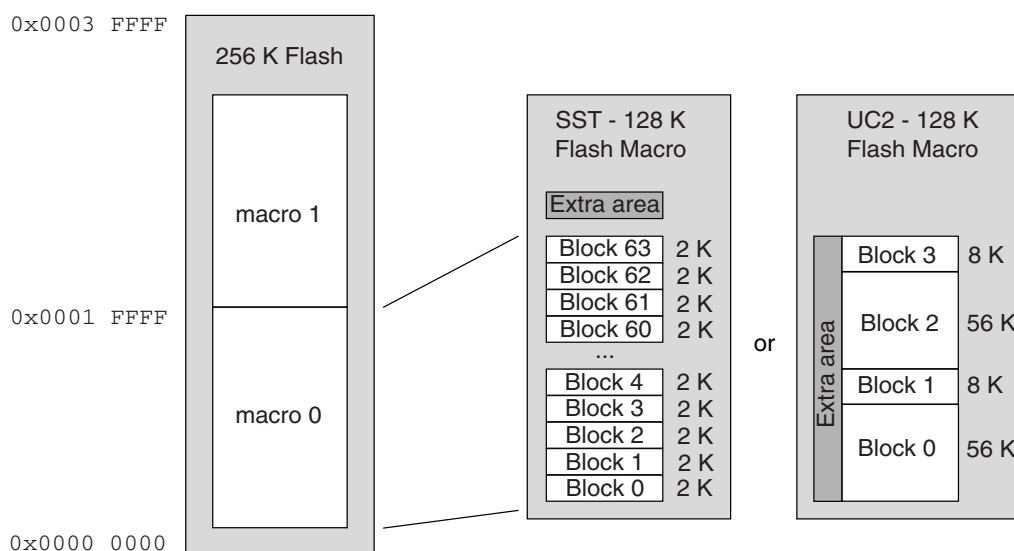 0x0003 FFFF
256 K Flash
macro 1
0x0001 FFFF
macro 0
0x0000 0000
SST - 128 K
Flash Macro
Extra area
Block 63 2 K
Block 62 2 K
Block 61 2 K
Block 60 2 K
...
Block 4 2 K
Block 3 2 K
Block 2 2 K
Block 1 2 K
Block 0 2 K
or
UC2 - 128 K
Flash Macro
Extra area
Block 3 8 K
Block 2 56 K
Block 1 8 K
Block 0 56 K